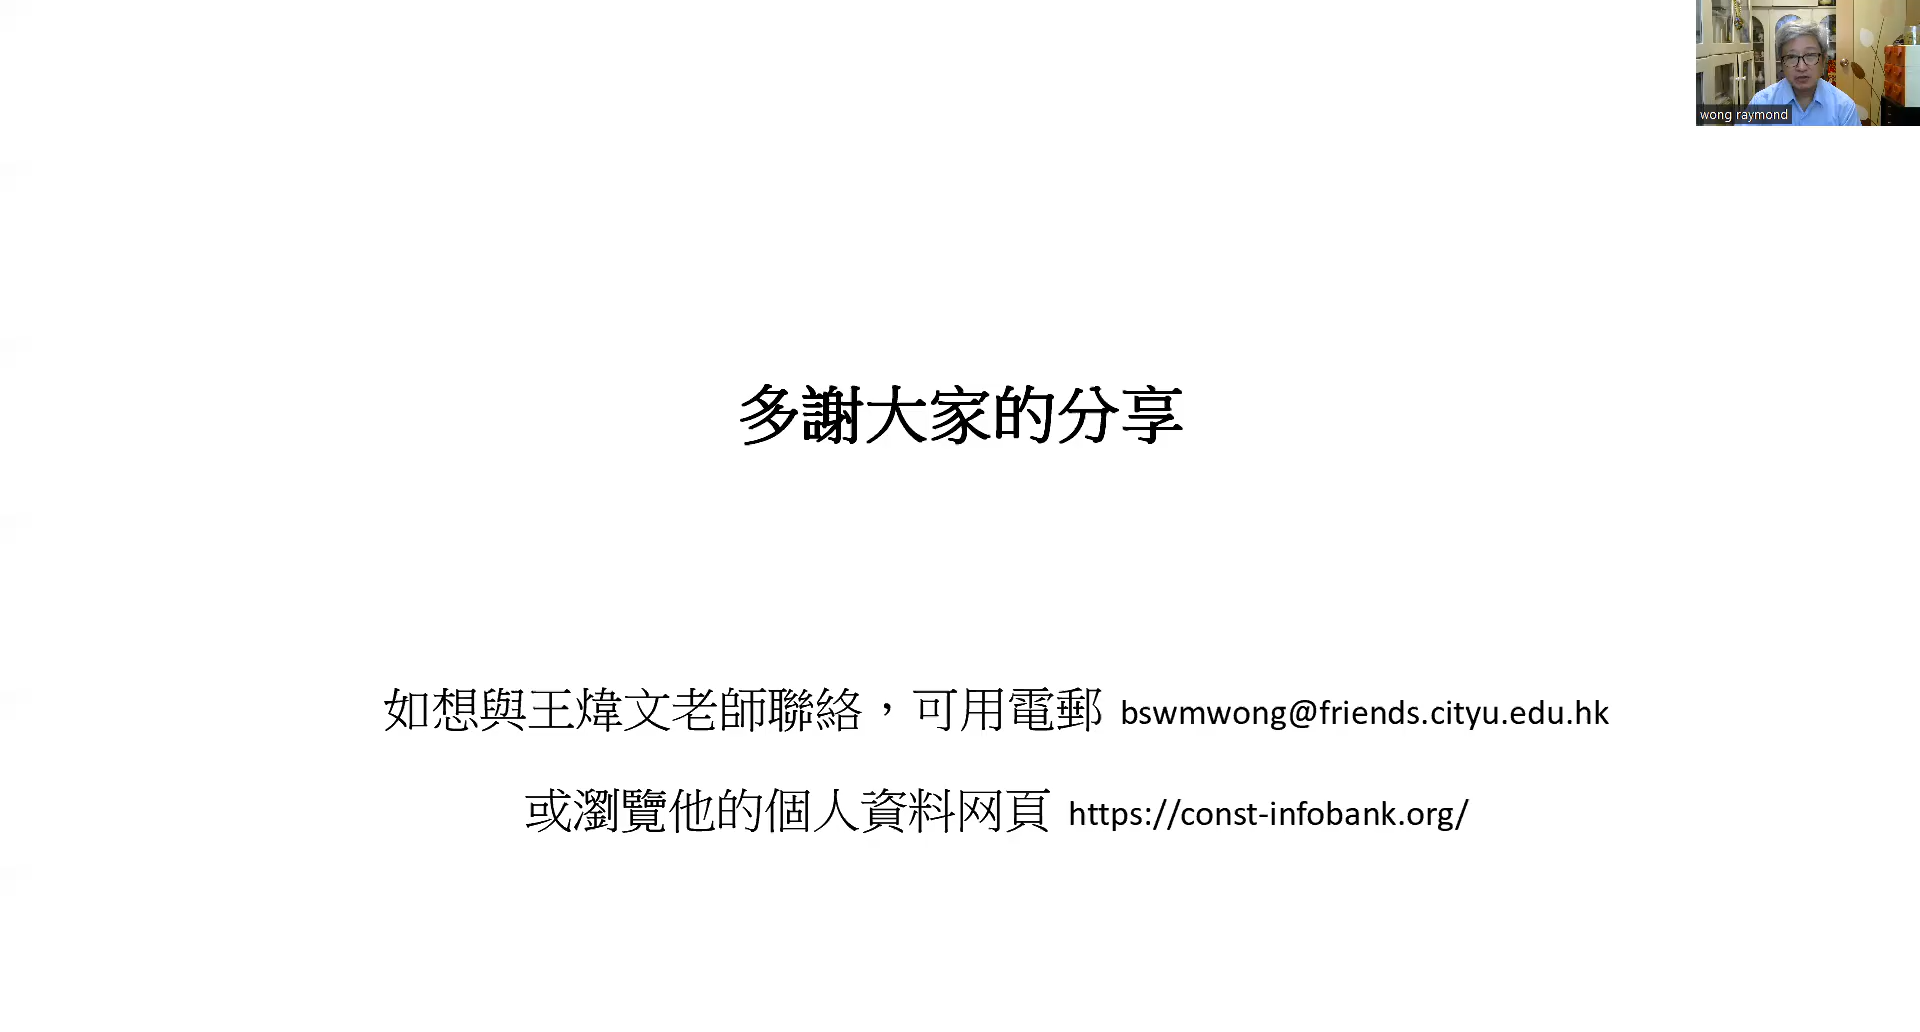 wong raymond
多謝大家的分享
如想與王煒文老師聯絡，可用電郵 bswmwong@friends.cityu.edu.hk
或瀏覽他的個人資料网頁 https://const-infobank.org/